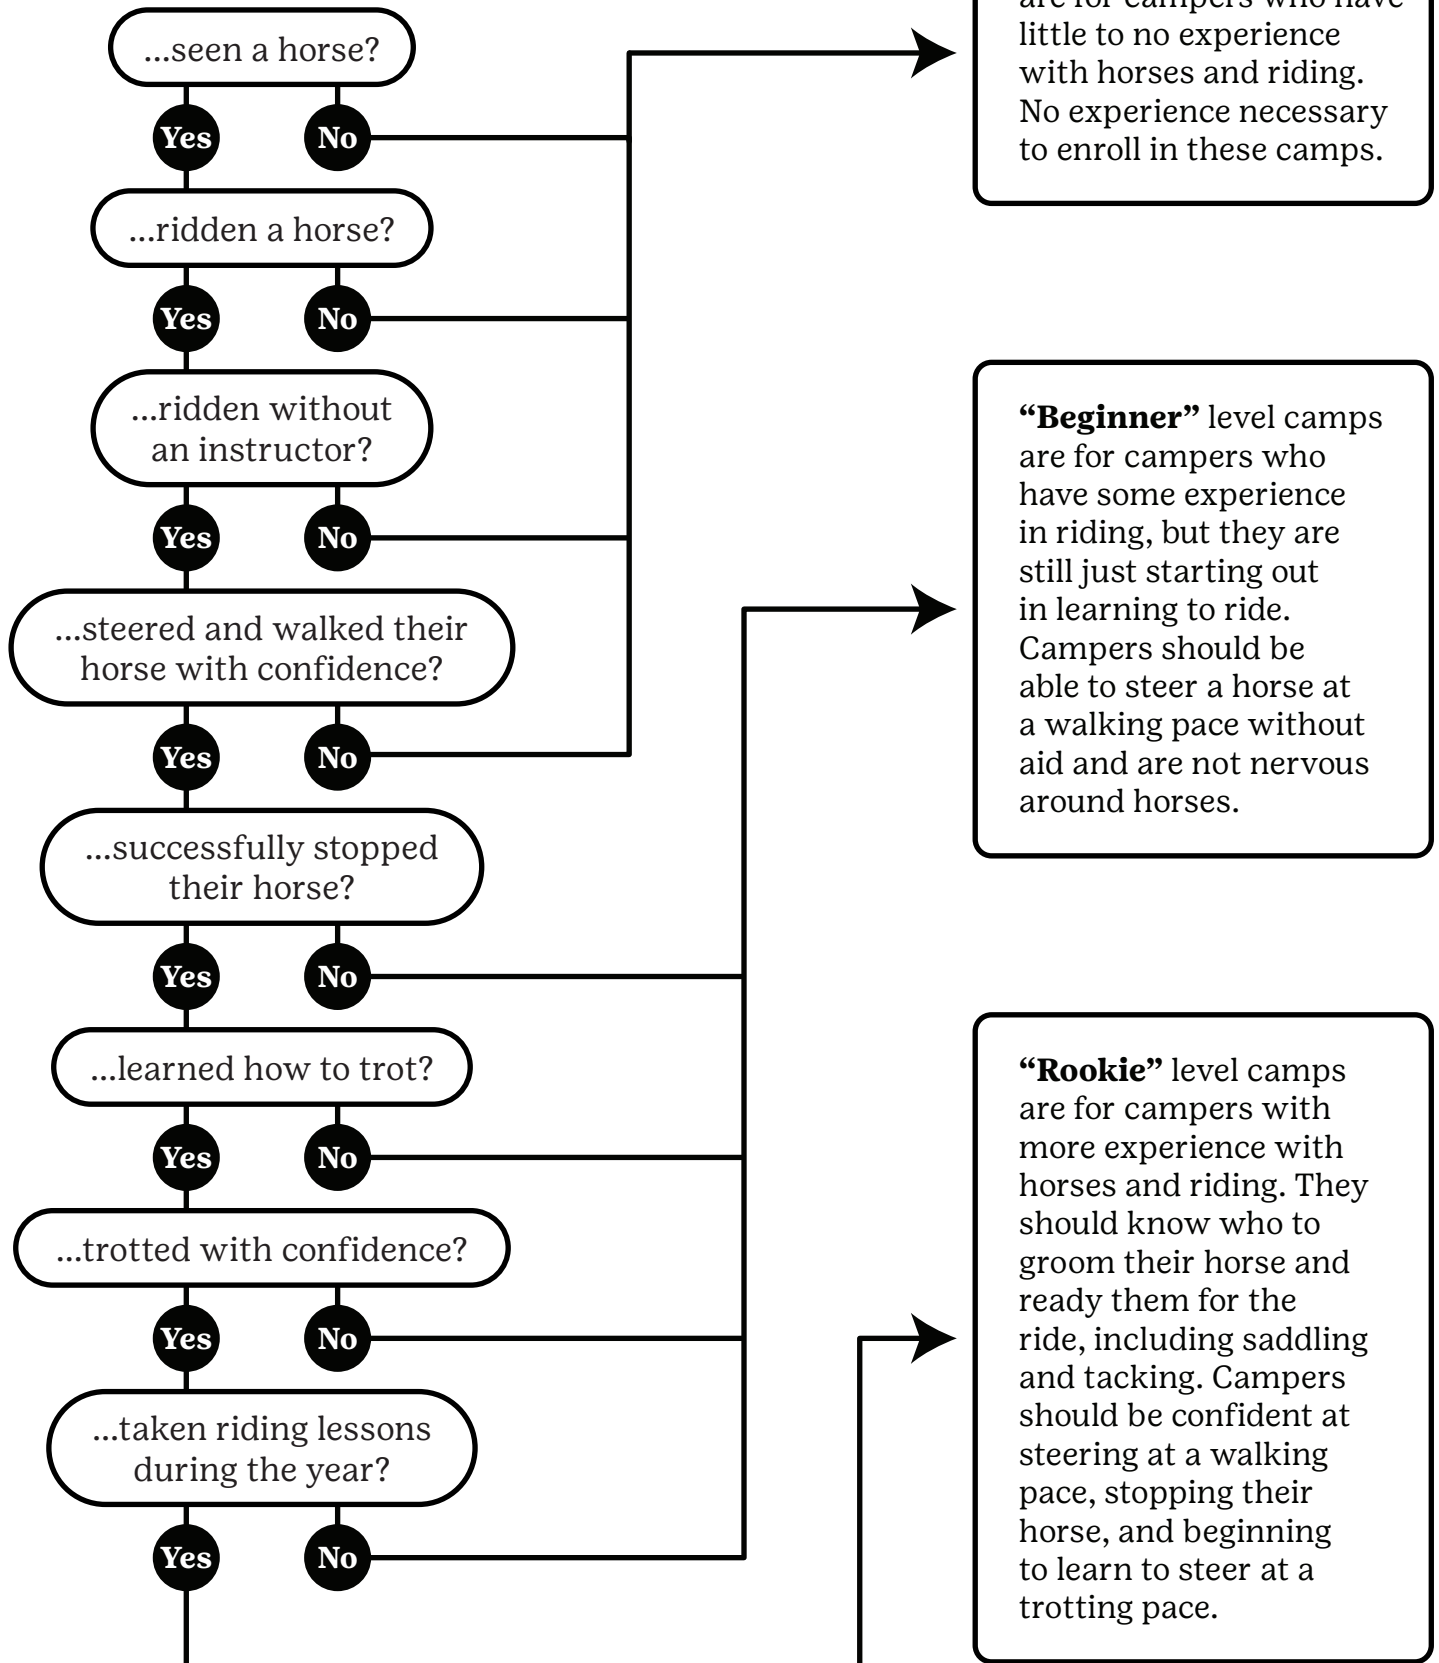 ...seen a horse?
Yes
No
...ridden a horse?
Yes
No
...ridden without
an instructor?
Yes
No
...steered and walked their
horse with confidence?
Yes
No
...successfully stopped
their horse?
Yes
No
...learned how to trot?
Yes
No
...trotted with confidence?
Yes
No
...taken riding lessons
during the year?
Yes
No
are for campers who have
little to no experience
with horses and riding.
No experience necessary
to enroll in these camps.
“Beginner” level camps
are for campers who
have some experience
in riding, but they are
still just starting out
in learning to ride.
Campers should be
able to steer a horse at
a walking pace without
aid and are not nervous
around horses.
“Rookie” level camps
are for campers with
more experience with
horses and riding. They
should know who to
groom their horse and
ready them for the
ride, including saddling
and tacking. Campers
should be confident at
steering at a walking
pace, stopping their
horse, and beginning
to learn to steer at a
trotting pace.